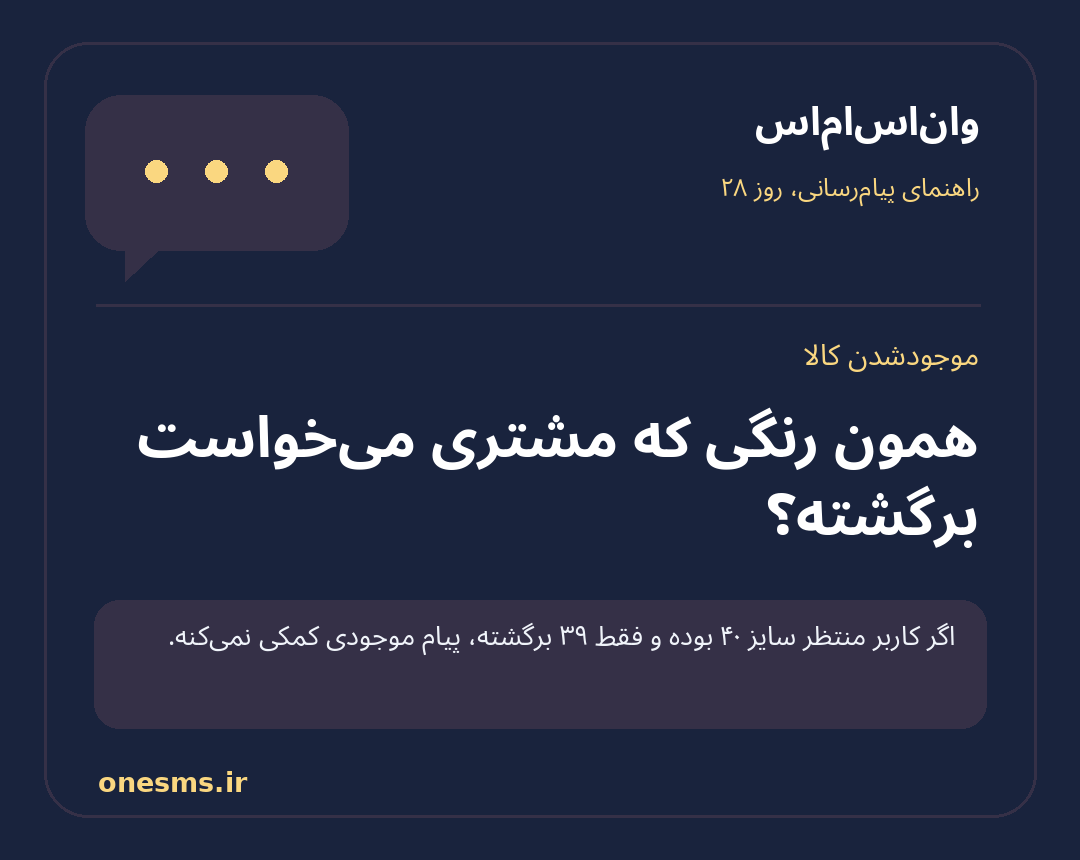 وان‌اس‌ام‌اس
راهنمای پیام‌رسانی، روز ۲۸
موجودشدن کالا
همون رنگی که مشتری می‌خواست
برگشته؟
اگر کاربر منتظر سایز ۴۰ بوده و فقط ۳۹ برگشته، پیام موجودی کمکی نمی‌کنه.
onesms.ir